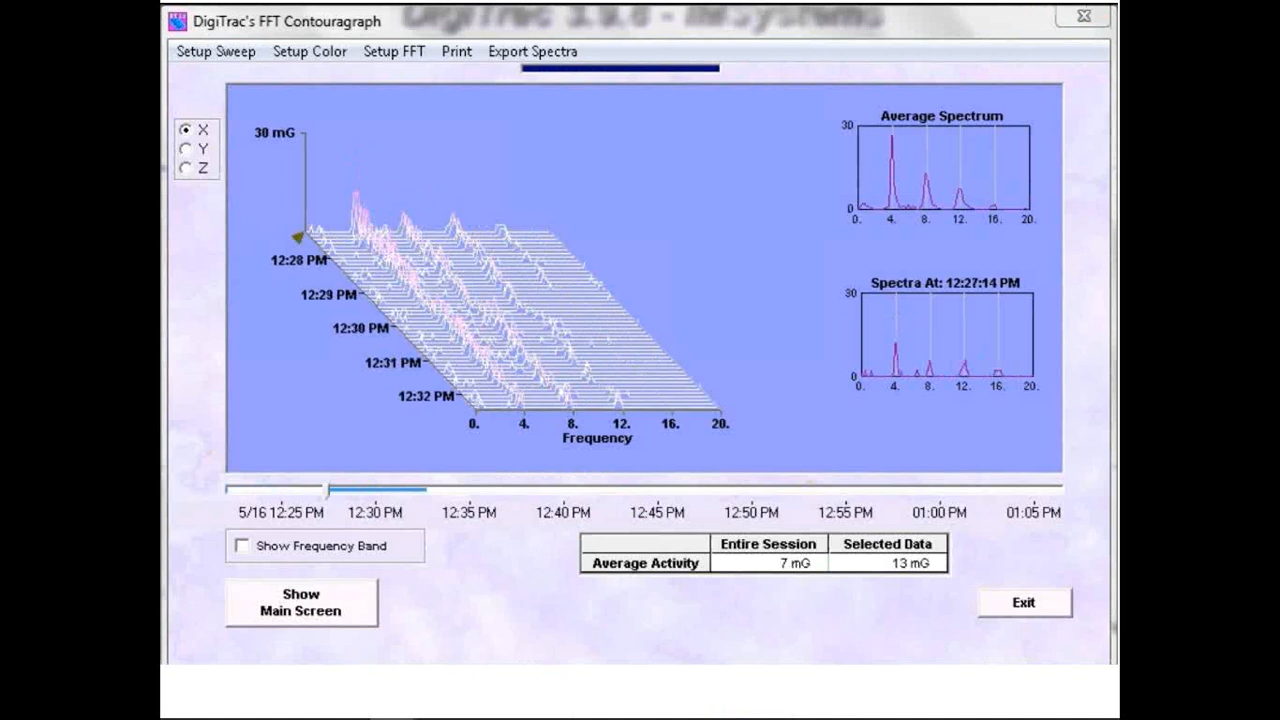 DigiTrac's FFT Contouragraph
Setup Sweep Setup Color Setup FFT Print Export Spectra
X
Y
Z
30 mG
12:28 PM
12:29 PM
12:30 PM
12:31 PM
12:32 PM
0. 4. 8. 12. 16. 20.
Frequency
Average Spectrum
30
0
0. 4. 8. 12. 16. 20.
Spectra At: 12:27:14 PM
30
0
0. 4. 8. 12. 16. 20.
5/16 12:25 PM 12:30 PM 12:35 PM 12:40 PM 12:45 PM 12:50 PM 12:55 PM 01:00 PM 01:05 PM
Show Frequency Band
Entire Session Selected Data
Average Activity 7 mG 13 mG
Show
Main Screen
Exit